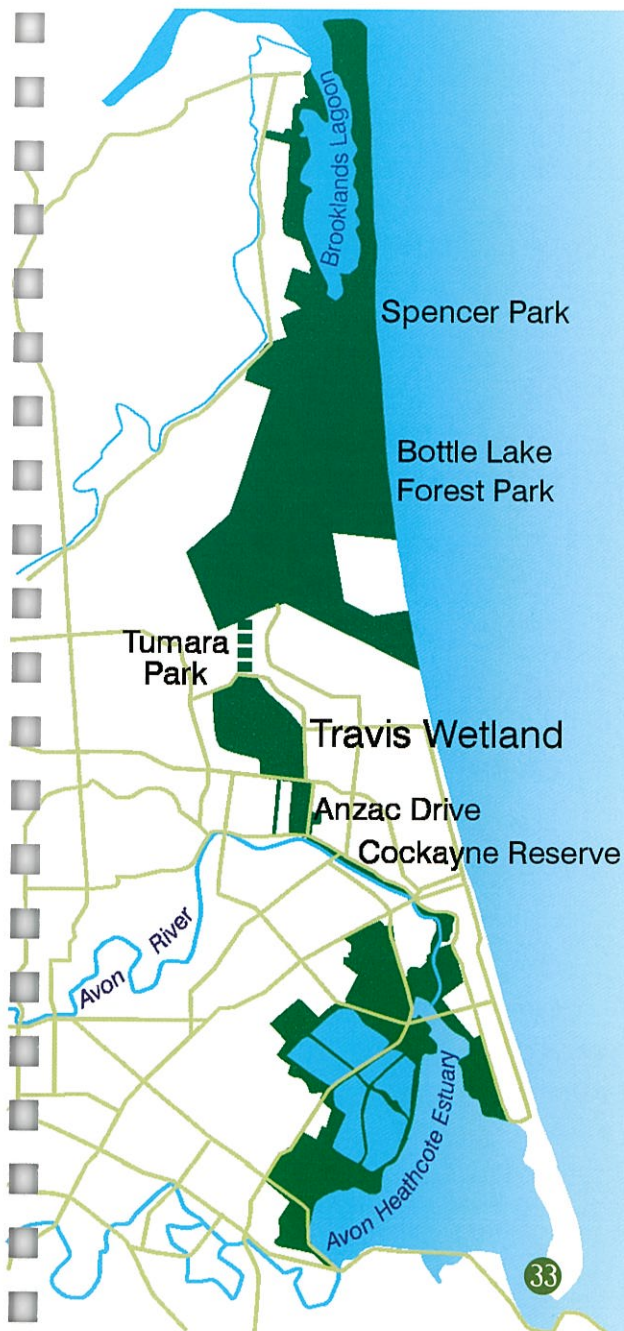 Brooklands Lagoon
Spencer Park
Bottle Lake
Forest Park
Tumara
Park
Travis Wetland
Anzac Drive
Cockayne Reserve
Avon River
Avon Heathcote Estuary
33